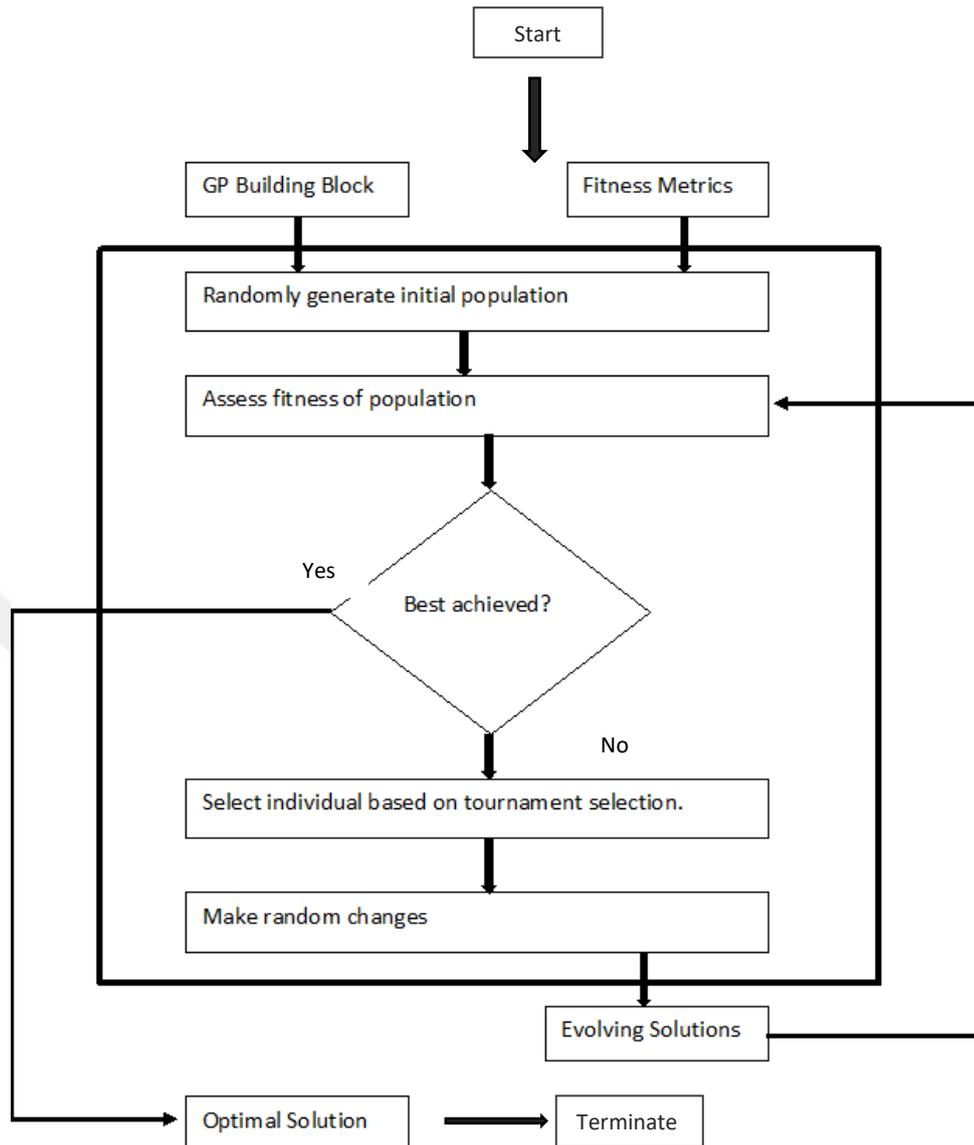 Start
GP Building Block
Fitness Metrics
Randomly generate initial population
Assess fitness of population
Yes
Best achieved?
No
Select individual based on tournament selection.
Make random changes
Evolving Solutions
Optimal Solution
Terminate